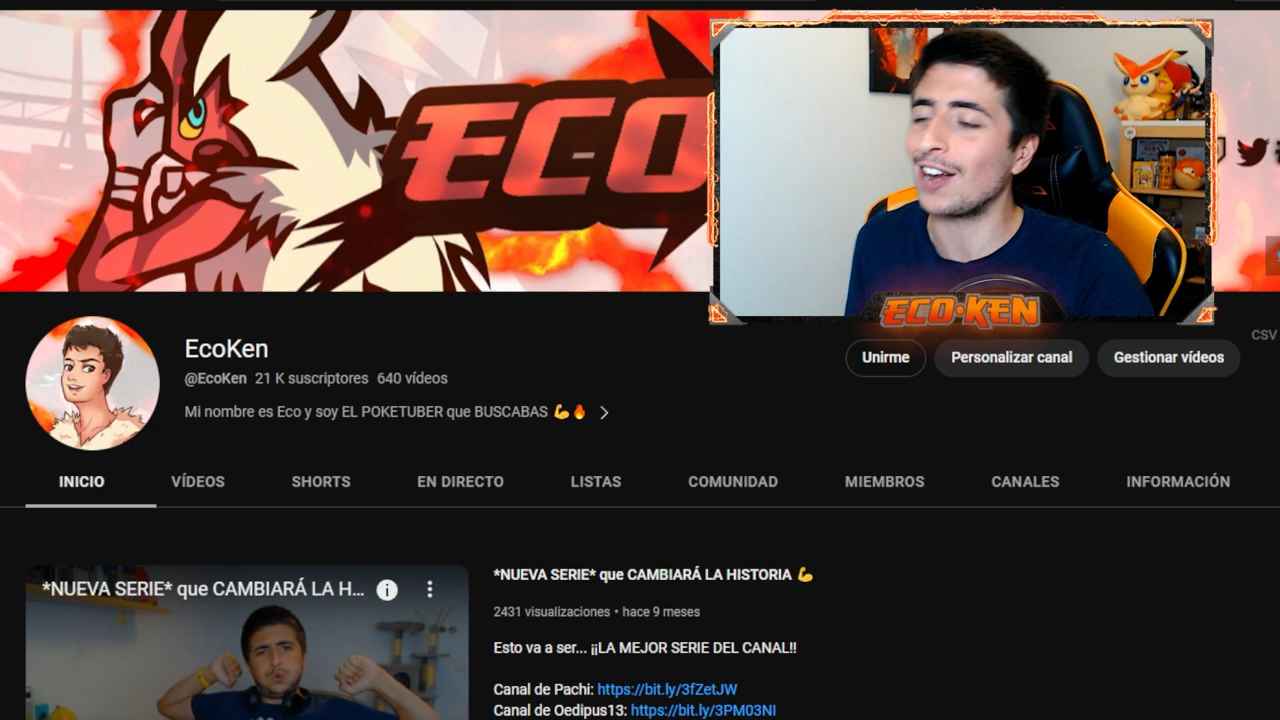 ECO
ECO·KEN
CSV
EcoKen
@EcoKen 21 K suscriptores 640 vídeos
Mi nombre es Eco y soy EL POKETUBER que BUSCABAS 💪🔥
Unirme
Personalizar canal
Gestionar vídeos
INICIO VÍDEOS SHORTS EN DIRECTO LISTAS COMUNIDAD MIEMBROS CANALES INFORMACIÓN
*NUEVA SERIE* que CAMBIARÁ LA H...
*NUEVA SERIE* que CAMBIARÁ LA HISTORIA 💪
2431 visualizaciones • hace 9 meses
Esto va a ser... ¡¡LA MEJOR SERIE DEL CANAL!!
Canal de Pachi: https://bit.ly/3fZetJW
Canal de Oedipus13: https://bit.ly/3PM03NI